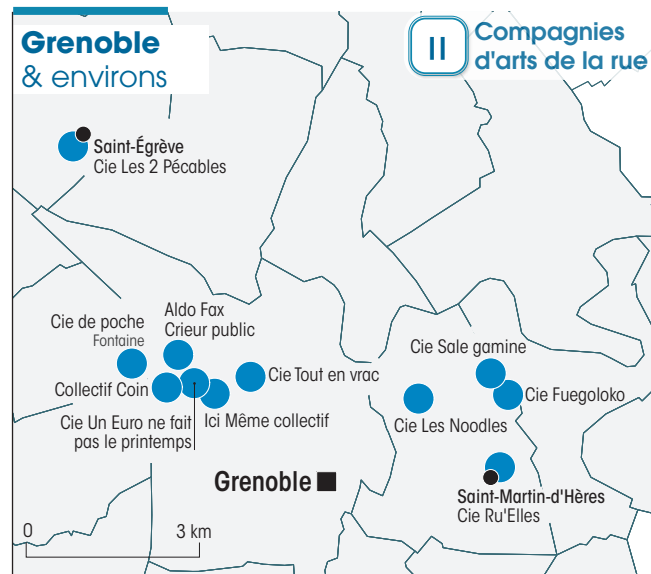 Grenoble
& environs
11
Compagnies
d'arts de la rue
Saint-Égrève
Cie Les 2 Pécables
Cie de poche
Fontaine
Aldo Fax
Crieur public
Cie Sale gamine
Cie Tout en vrac
Collectif Coin
Cie Fuegoloko
Cie Un Euro ne fait
pas le printemps
Ici Même collectif
Cie Les Noodles
Grenoble
Saint-Martin-d'Hères
Cie Ru'Elles
0
3 km